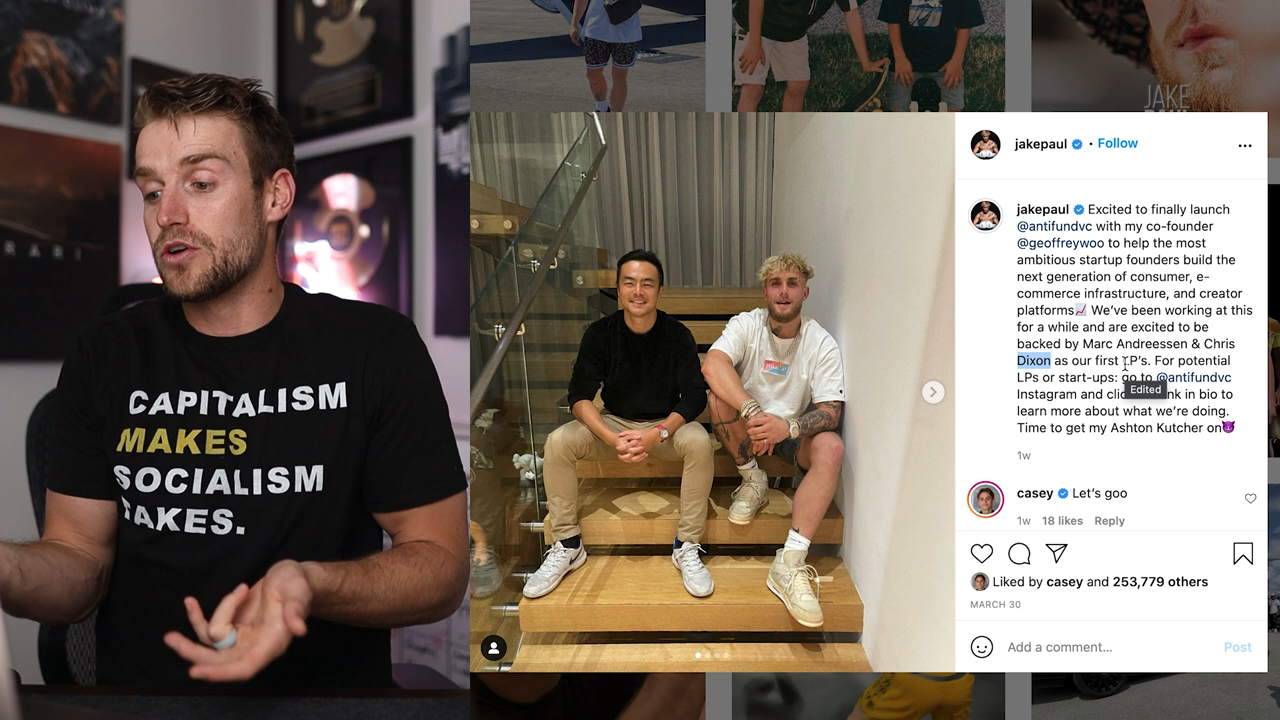 CAPITALISM
MAKES
SOCIALISM
TAKES.
RARI
JAKE
jakepaul • Follow
jakepaul Excited to finally launch
@antifundvc with my co-founder
@geoffreywoo to help the most
ambitious startup founders build the
next generation of consumer, e-
commerce infrastructure, and creator
platforms📈 We've been working at this
for a while and are excited to be
backed by Marc Andreessen & Chris
Dixon as our first LP's. For potential
LPs or start-ups: go to @antifundvc
Edited
Instagram and nk in bio to
learn more about what we're doing.
Time to get my Ashton Kutcher on😈
1w
casey Let's goo
1w 18 likes Reply
Liked by casey and 253,779 others
MARCH 30
Add a comment... Post